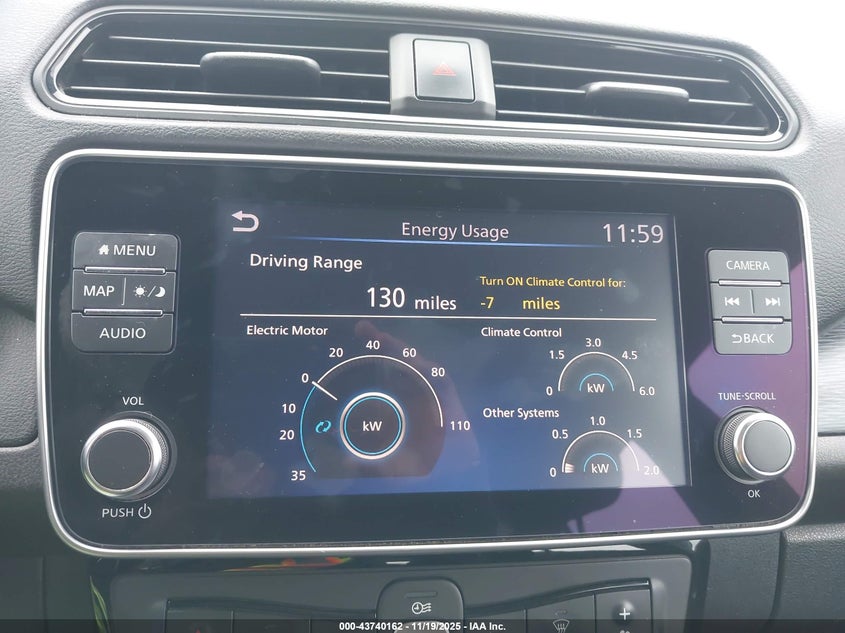 Energy Usage 11:59
MENU
CAMERA
Driving Range
Turn ON Climate Control for:
MAP
130 miles
-7 miles
AUDIO
BACK
Electric Motor
Climate Control
0 20 40 60 80 110
10 20 35
kW
0 1.5 3.0 4.5 6.0
kW
VOL
TUNE·SCROLL
Other Systems
0 0.5 1.0 1.5 2.0
kW
PUSH
OK
+
000-43740162 - 11/19/2025 - IAA Inc.